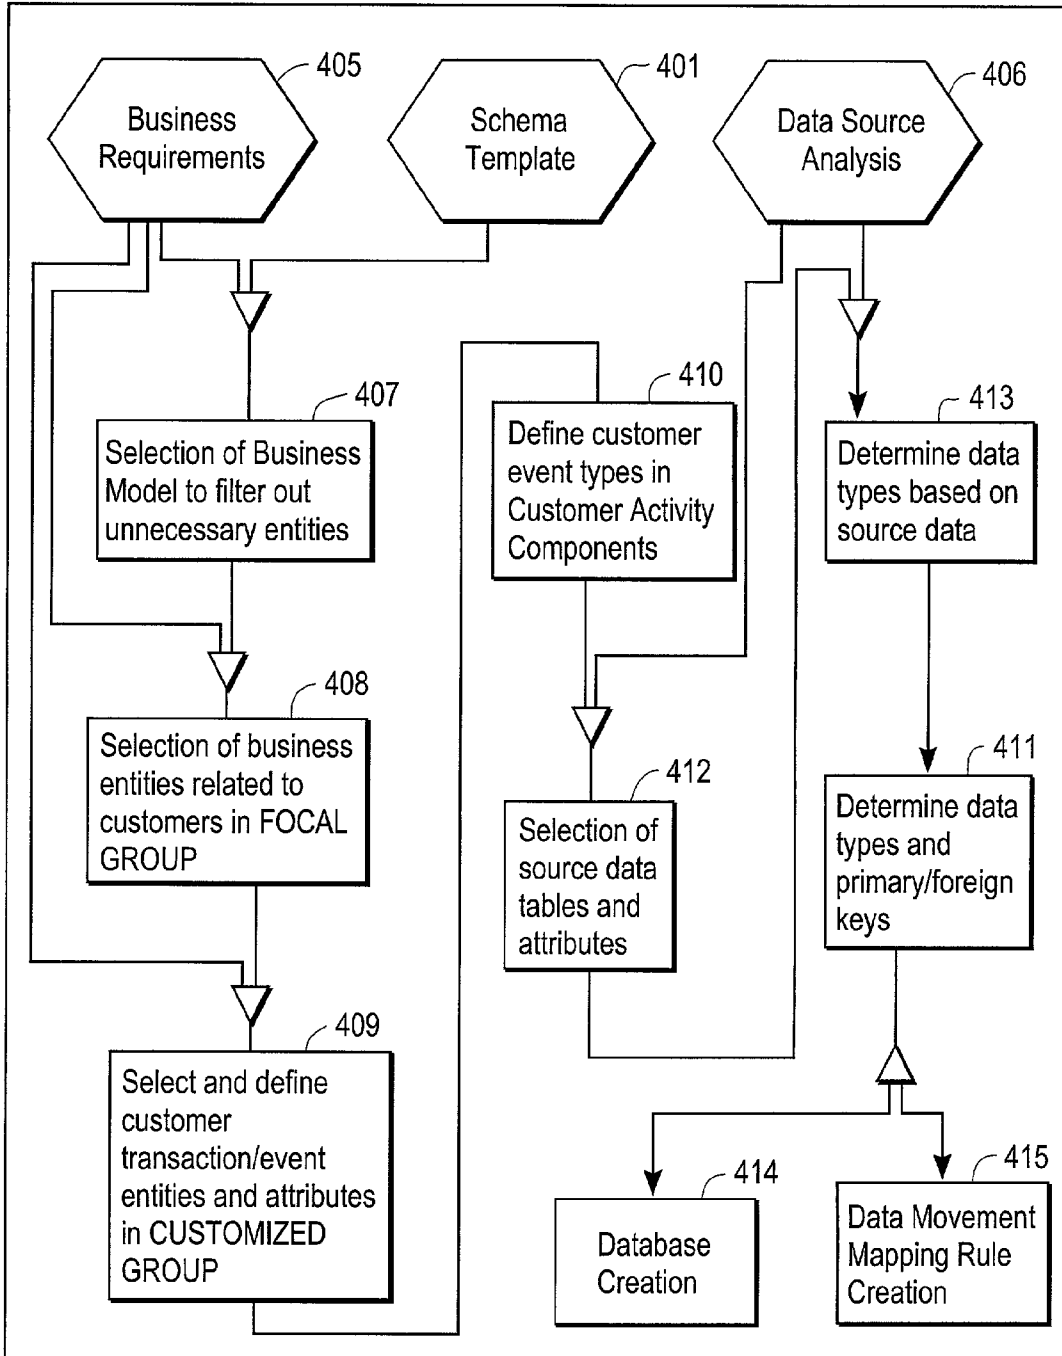 405
Business
Requirements
401
Schema
Template
406
Data Source
Analysis
407
Selection of Business
Model to filter out
unnecessary entities
408
Selection of business
entities related to
customers in FOCAL
GROUP
409
Select and define
customer
transaction/event
entities and attributes
in CUSTOMIZED
GROUP
410
Define customer
event types in
Customer Activity
Components
412
Selection of
source data
tables and
attributes
413
Determine data
types based on
source data
411
Determine data
types and
primary/foreign
keys
414
Database
Creation
415
Data Movement
Mapping Rule
Creation